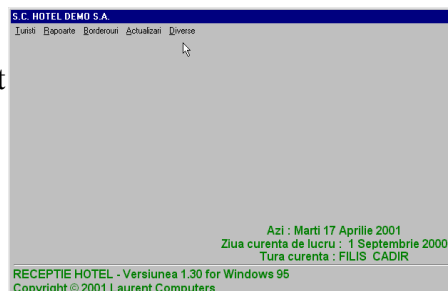 S.C. HOTEL DEMO S.A.
Turisti Rapoarte Borderouri Actualizari Diverse
t
Azi : Marti 17 Aprilie 2001
Ziua curenta de lucru : 1 Septembrie 2000
Tura curenta : FILIS CADIR
RECEPTIE HOTEL - Versiunea 1.30 for Windows 95
Copyright © 2001 Laurent Computers